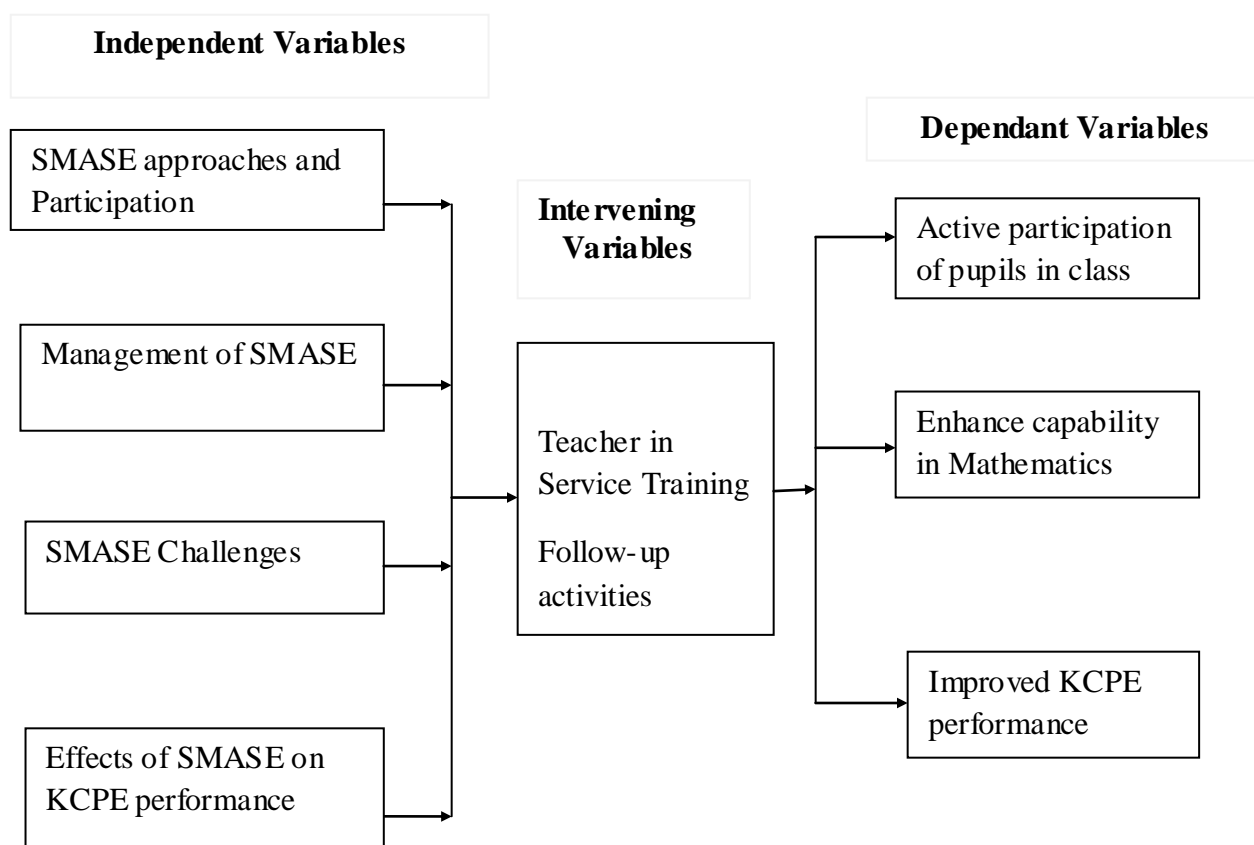 Independent Variables
SMASE approaches and
Participation
Management of SMASE
SMASE Challenges
Effects of SMASE on
KCPE performance
Intervening
Variables
Teacher in
Service Training
Follow-up
activities
Dependant Variables
Active participation
of pupils in class
Enhance capability
in Mathematics
Improved KCPE
performance